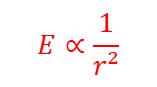 E ∝ 1/r²